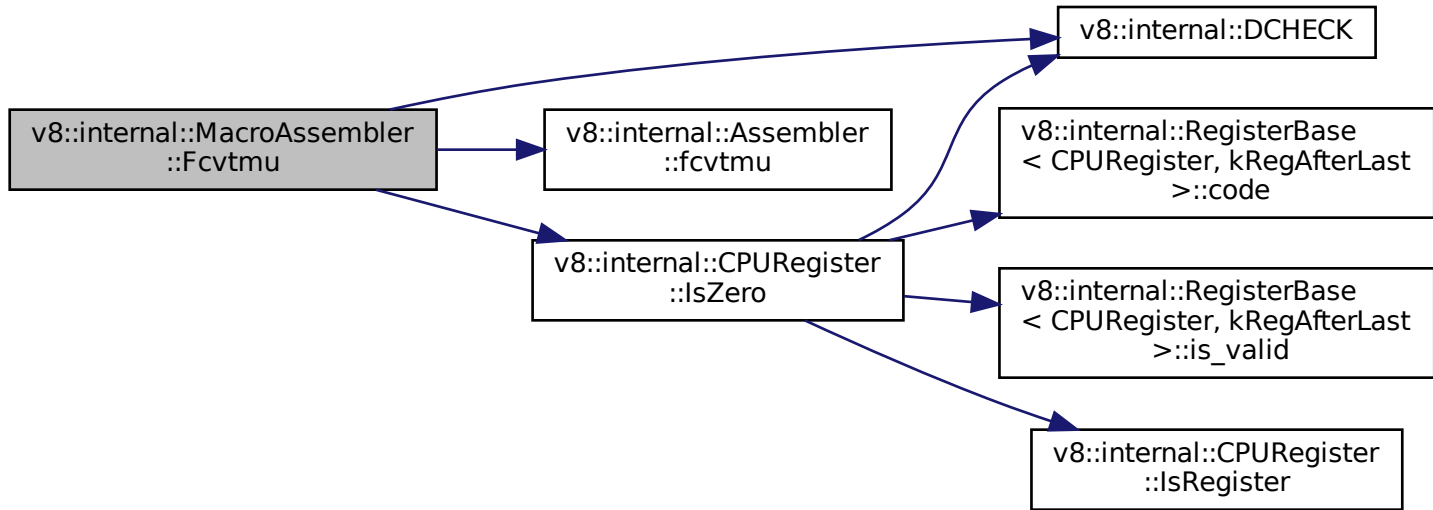 v8::internal::MacroAssembler
::Fcvtmu
v8::internal::DCHECK
v8::internal::Assembler
::fcvtmu
v8::internal::CPURegister
::IsZero
v8::internal::RegisterBase
< CPURegister, kRegAfterLast
>::code
v8::internal::RegisterBase
< CPURegister, kRegAfterLast
>::is_valid
v8::internal::CPURegister
::IsRegister